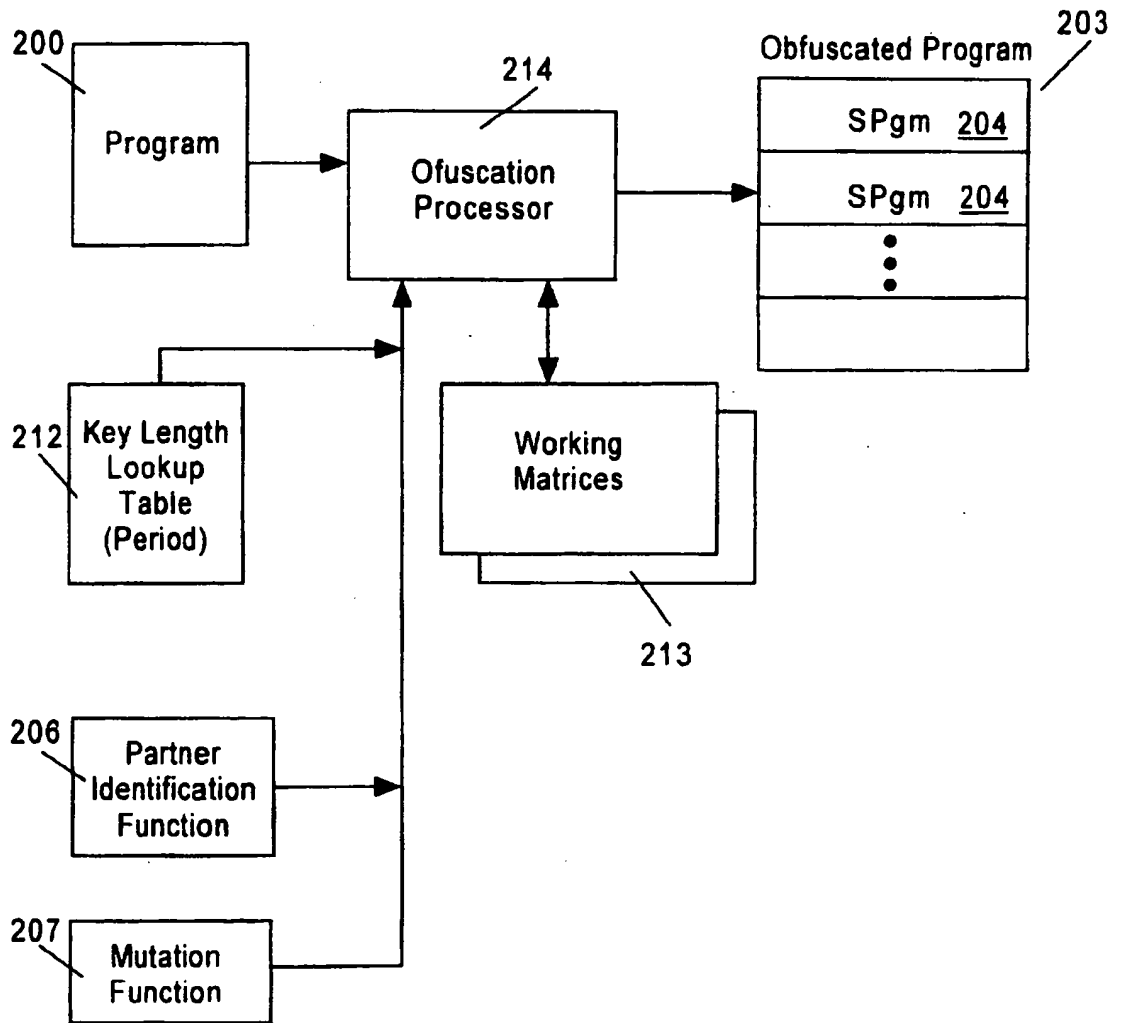 200
Program
214
Ofuscation
Processor
203
Obfuscated Program
SPgm 204
SPgm 204
212
Key Length
Lookup
Table
(Period)
Working
Matrices
213
206
Partner
Identification
Function
207
Mutation
Function